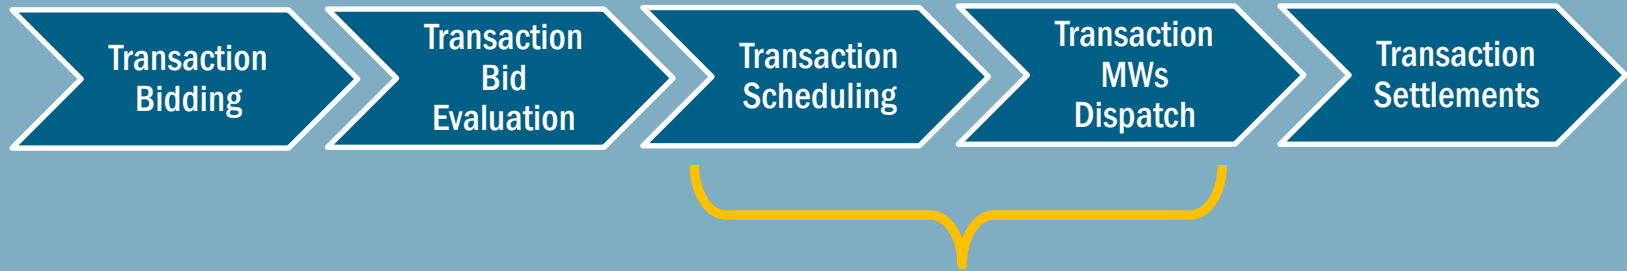 Transaction
Bidding
Transaction
Bid
Evaluation
Transaction
Scheduling
Transaction
MWs
Dispatch
Transaction
Settlements